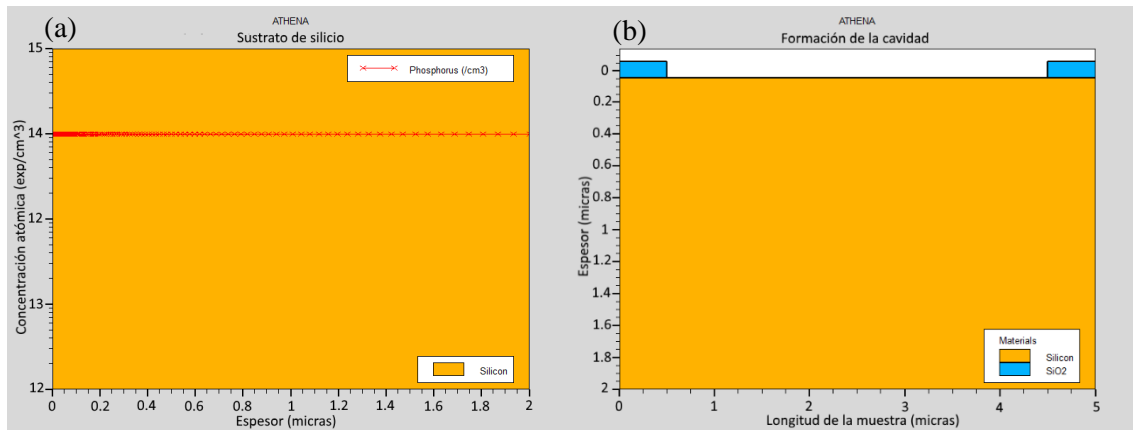 (a)
ATHENA
Sustrato de silicio
Concentración atómica (exp/cm^3)
15
14
12
13
12
Phosphorus (/cm3)
Silicon
0 0.2 0.4 0.6 0.8 1 1.2 1.4 1.6 1.8 2
Espesor (micras)
(b)
ATHENA
Formación de la cavidad
Espesor (micras)
0
0.2
0.4
0.6
0.8
1
1.2
1.4
1.6
1.8
2
Materials
Silicon
SiO2
0 1 2 3 4 5
Longitud de la muestra (micras)